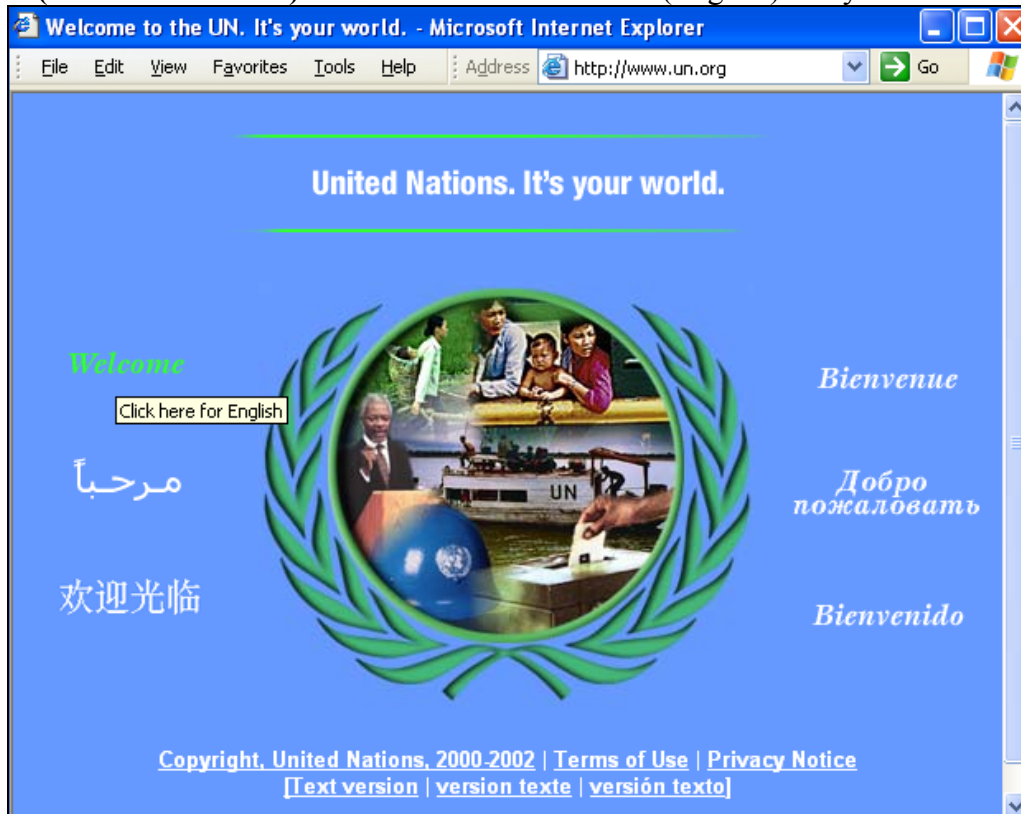 Welcome to the UN. It's your world. - Microsoft Internet Explorer
File Edit View Favorites Tools Help Address http://www.un.org Go
United Nations. It's your world.
Welcome
Click here for English
مرحباً
欢迎光临
UN
Bienvenue
Добро
пожаловать
Bienvenido
Copyright, United Nations, 2000-2002 | Terms of Use | Privacy Notice
[Text version | version texte | versión texto]